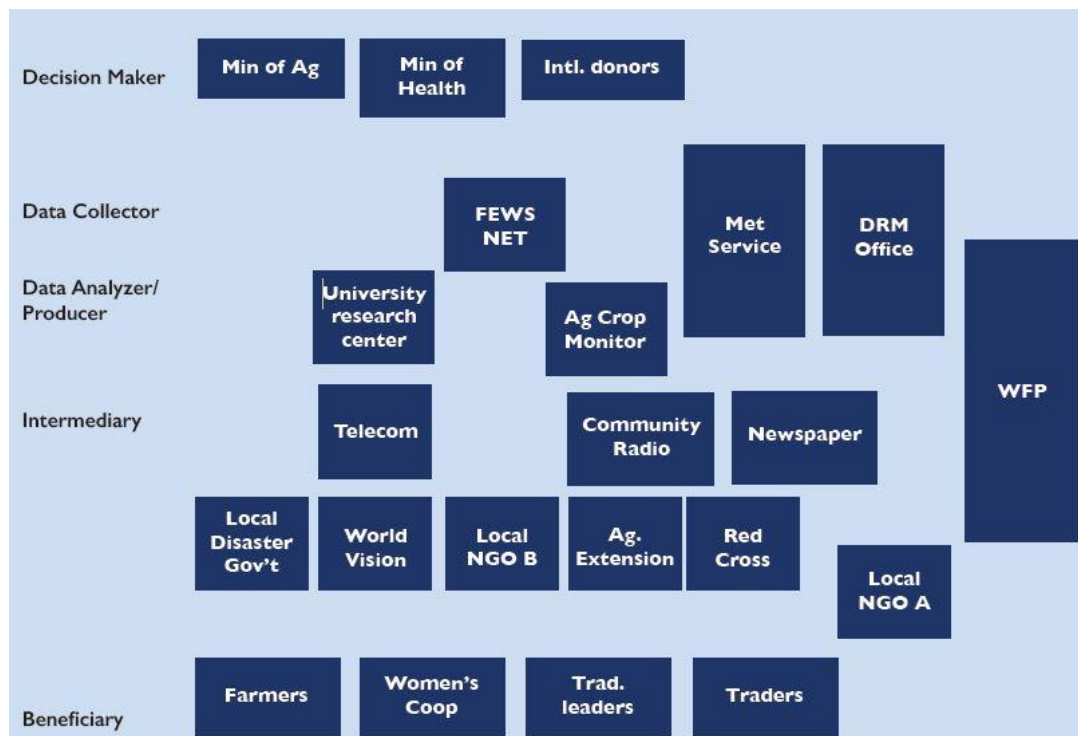 Decision Maker
Min of Ag
Min of
Health
Intl. donors
Data Collector
FEWS
NET
Met
Service
DRM
Office
Data Analyzer/
Producer
University
research
center
Ag Crop
Monitor
WFP
Intermediary
Telecom
Community
Radio
Newspaper
Local
Disaster
Gov't
World
Vision
Local
NGO B
Ag.
Extension
Red
Cross
Local
NGO A
Beneficiary
Farmers
Women's
Coop
Trad.
leaders
Traders